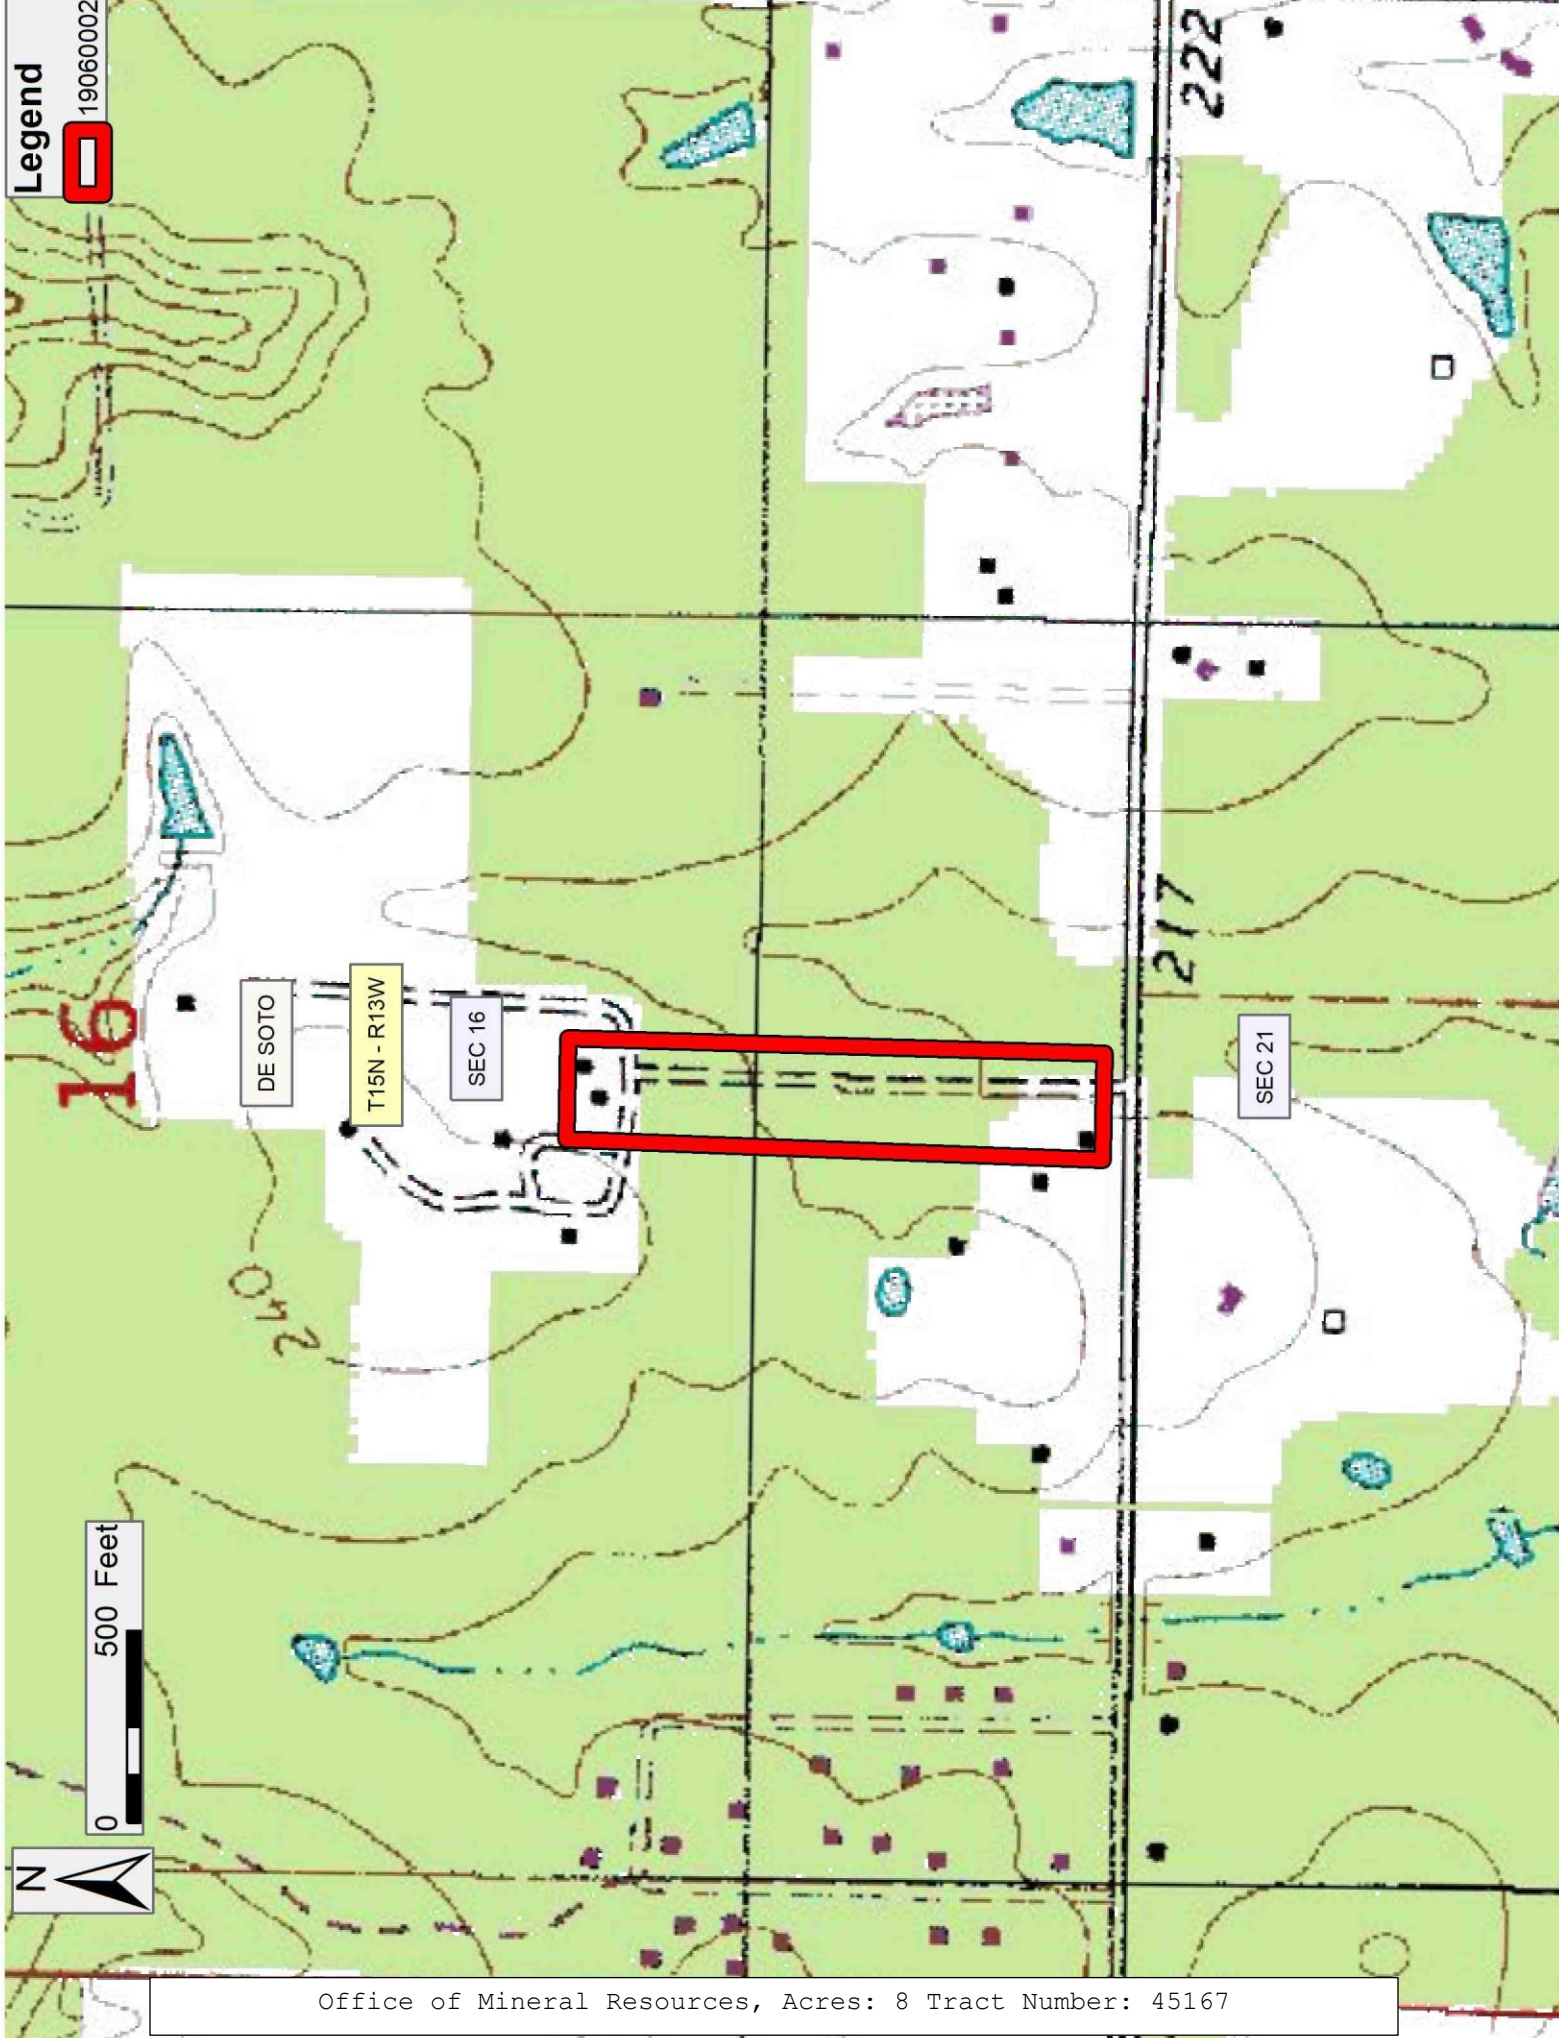 Legend
190600002
16
DE SOTO
T15N - R13W
SEC 16
240
222
217
SEC 21
0 500 Feet
N
Office of Mineral Resources, Acres: 8 Tract Number: 45167